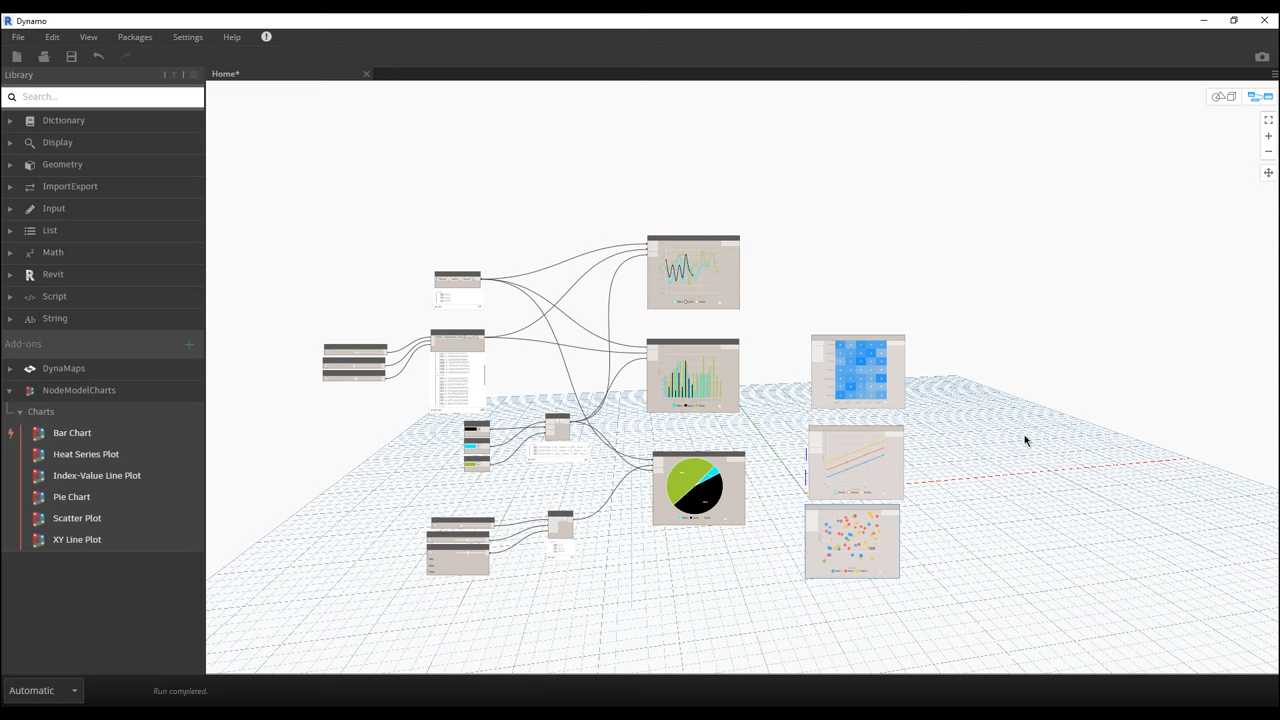 Dynamo
File Edit View Packages Settings Help
Library
Home*
Search...
Dictionary
Display
Geometry
ImportExport
Input
List
Math
Revit
Script
String
Add-ons
DynaMaps
NodeModelCharts
Charts
Bar Chart
Heat Series Plot
Index-Value Line Plot
Pie Chart
Scatter Plot
XY Line Plot
Automatic
Run completed.